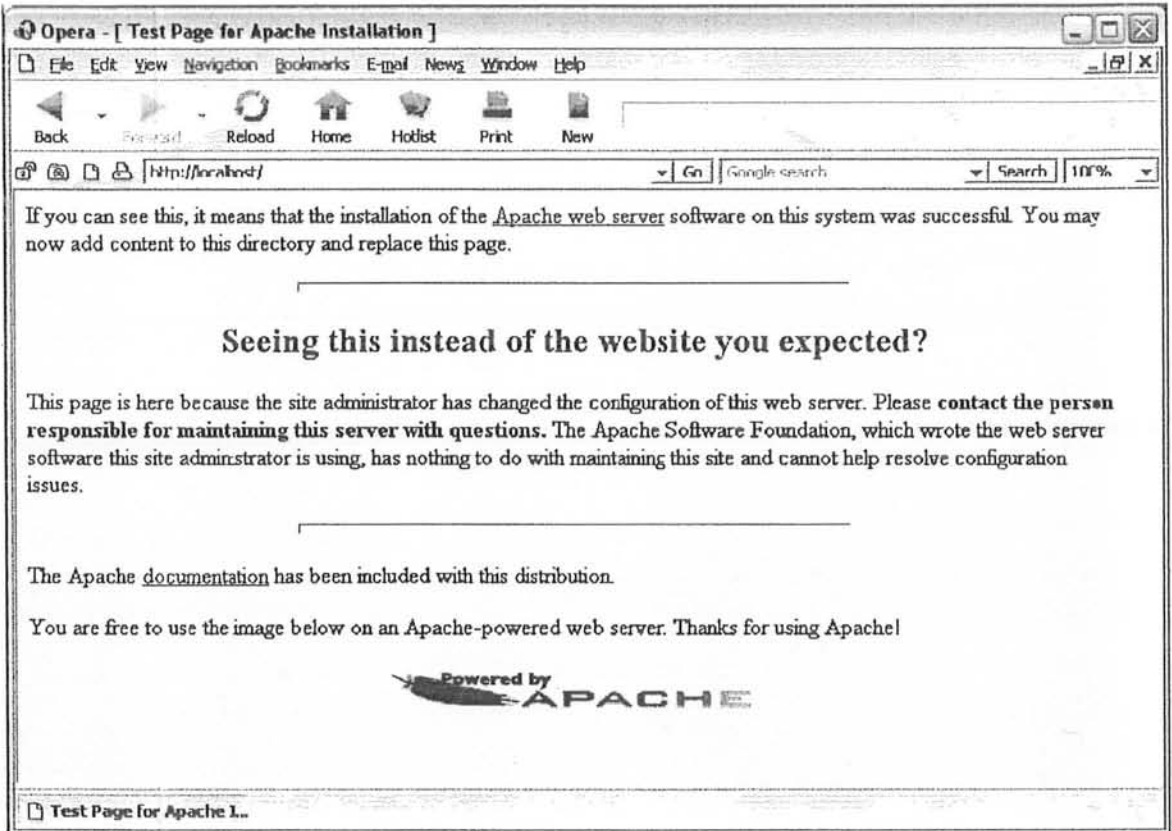 Opera - [ Test Page for Apache Installation ]
File Edit View Navigation Bookmarks E-mail News Window Help
Back Forward Reload Home Hotlist Print New
http://localhost/ Go Google search Search 100%
If you can see this, it means that the installation of the Apache web server software on this system was successful. You may
now add content to this directory and replace this page.
Seeing this instead of the website you expected?
This page is here because the site administrator has changed the configuration of this web server. Please contact the person
responsible for maintaining this server with questions. The Apache Software Foundation, which wrote the web server
software this site administrator is using, has nothing to do with maintaining this site and cannot help resolve configuration
issues.
The Apache documentation has been included with this distribution.
You are free to use the image below on an Apache-powered web server. Thanks for using Apache!
Powered by
APACHE
Test Page for Apache I...